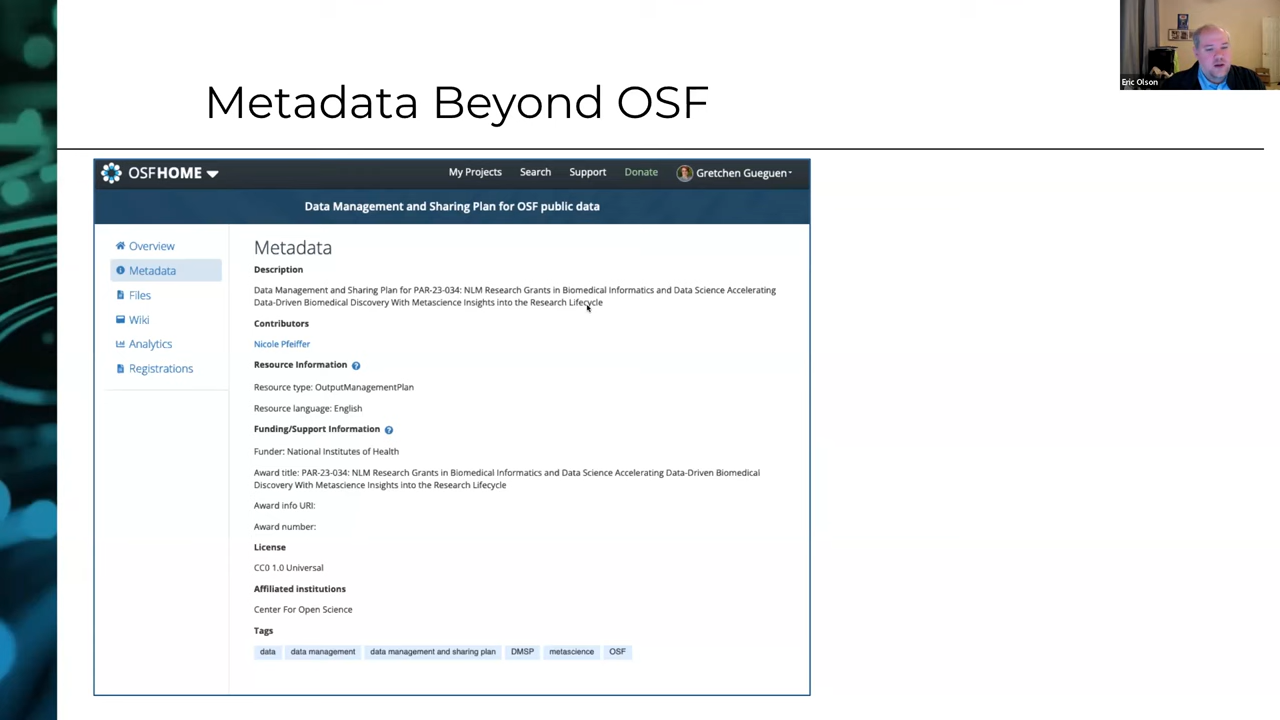 Eric Olson
Metadata Beyond OSF
OSFHOME
My Projects
Search
Support
Donate
Gretchen Gueguen
Data Management and Sharing Plan for OSF public data
Overview
Metadata
Files
Wiki
Analytics
Registrations
Metadata
Description
Data Management and Sharing Plan for PAR-23-034: NLM Research Grants in Biomedical Informatics and Data Science Accelerating
Data-Driven Biomedical Discovery With Metascience Insights into the Research Lifecycle
Contributors
Nicole Pfeiffer
Resource Information ?
Resource type: OutputManagementPlan
Resource language: English
Funding/Support Information ?
Funder: National Institutes of Health
Award title: PAR-23-034: NLM Research Grants in Biomedical Informatics and Data Science Accelerating Data-Driven Biomedical
Discovery With Metascience Insights into the Research Lifecycle
Award info URI:
Award number:
License
CC0 1.0 Universal
Affiliated institutions
Center For Open Science
Tags
data
data management
data management and sharing plan
DMSP
metascience
OSF